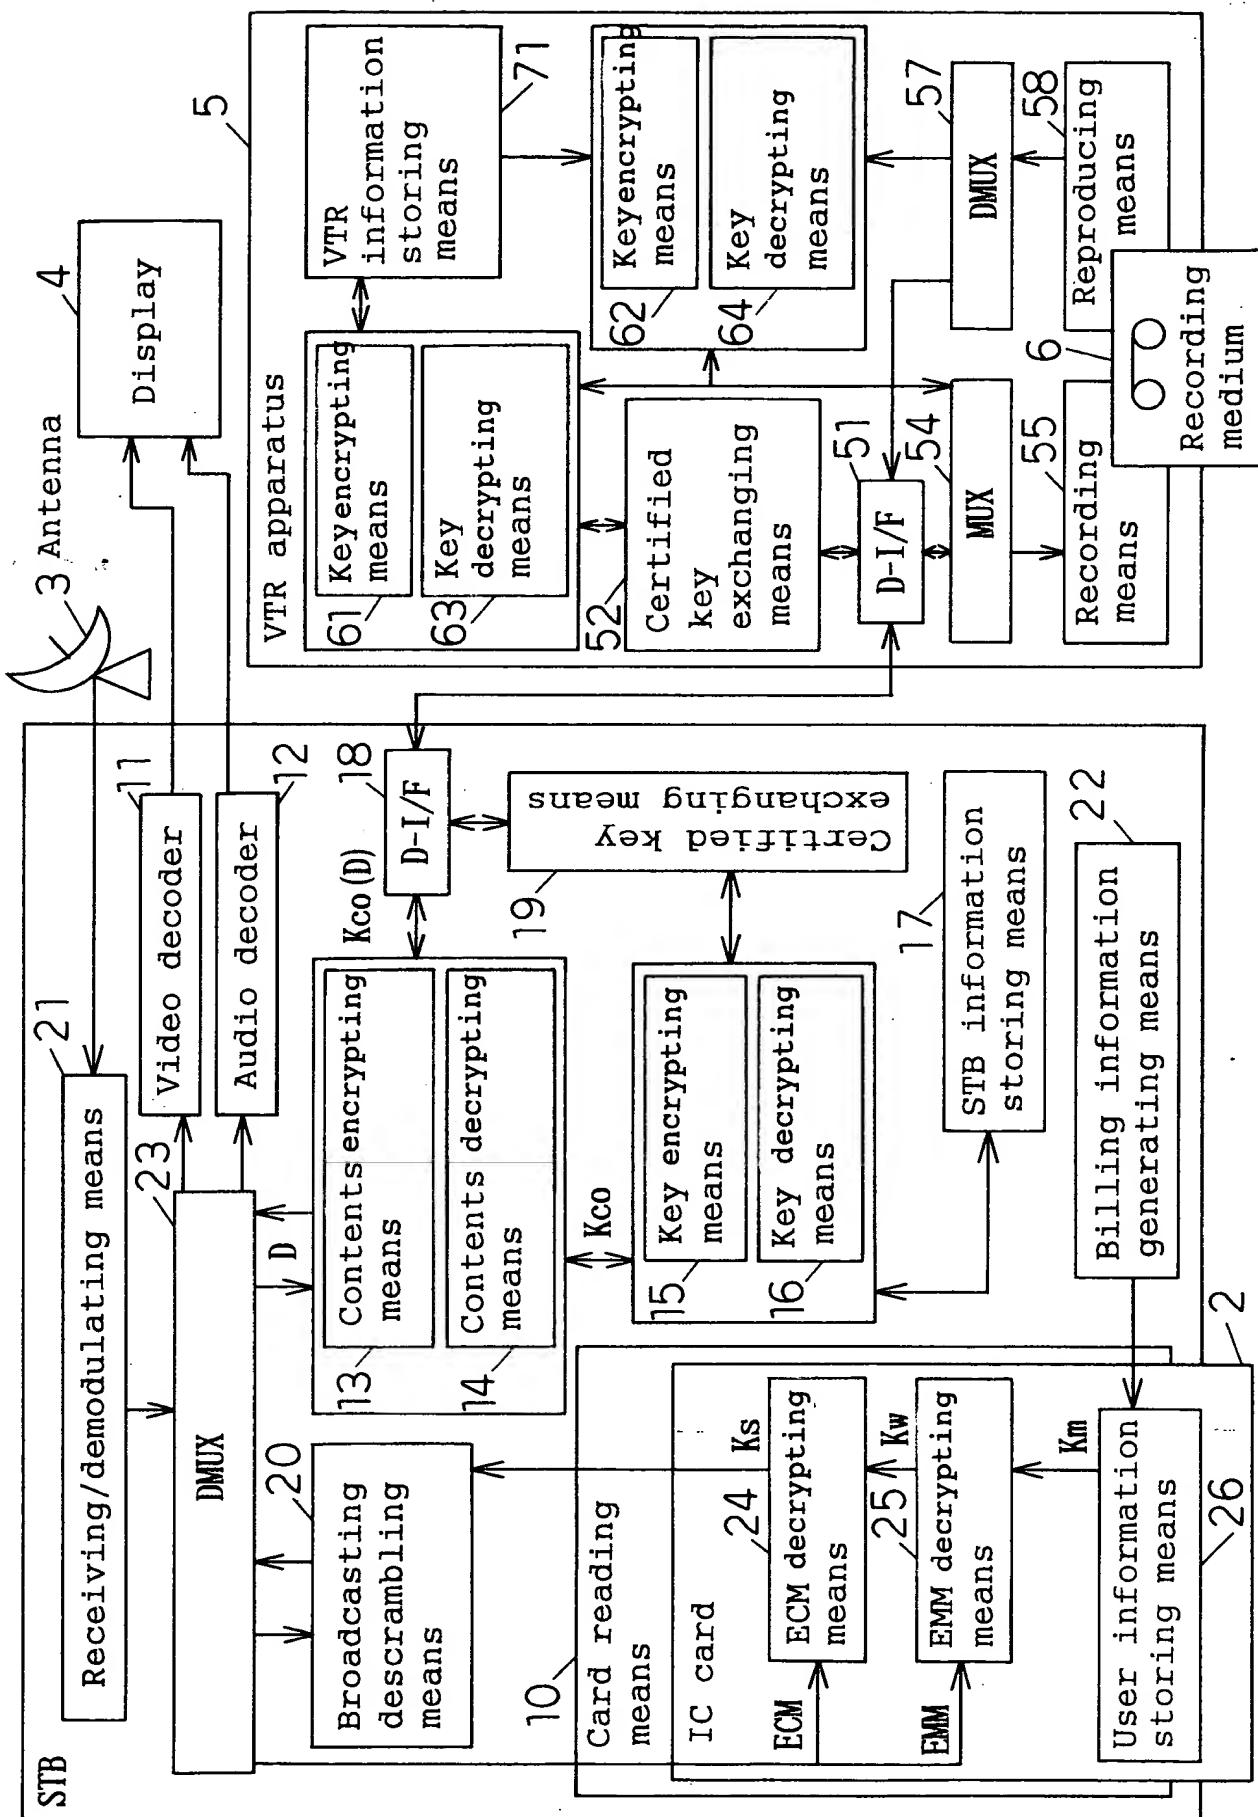 STB
Receiving/demodulating means
21
3 Antenna
4
Display
DMUX
23
Video decoder
11
Audio decoder
12
20
Broadcasting
descrambling
means
D
13
Contents encrypting
means
14
Contents decrypting
means
Kco(D)
18
D-I/F
19
Certified key
exchanging means
Kco
15
Key encrypting
means
16
Key decrypting
means
17
STB information
storing means
22
Billing information
generating means
10
Card reading
means
IC card
2
ECM
24
ECM decrypting
means
Ks
EMM
25
EMM decrypting
means
Kw
Km
User information
storing means
26
5
VTR apparatus
61
Keyencrypting
means
63
Key
decrypting
means
VTR
information
storing
means
71
52
Certified
key
exchanging
means
62
Keyencrypting
means
64
Key
decrypting
means
51
D-I/F
54
MUX
57
DMUX
55
Recording
means
58
Reproducing
means
6
Recording
medium